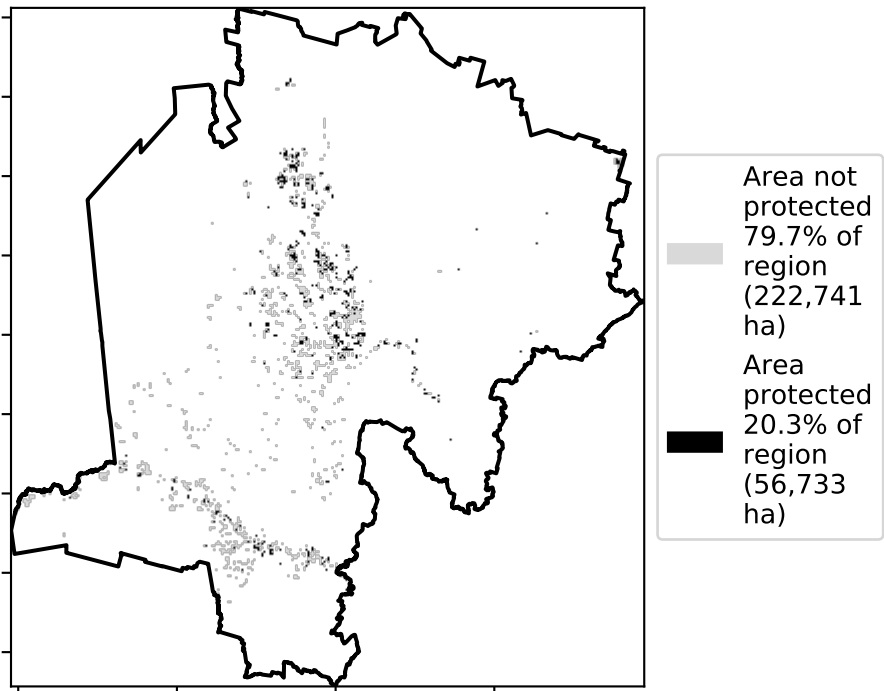 Area not
protected
79.7% of
region
(222,741
ha)
Area
protected
20.3% of
region
(56,733
ha)